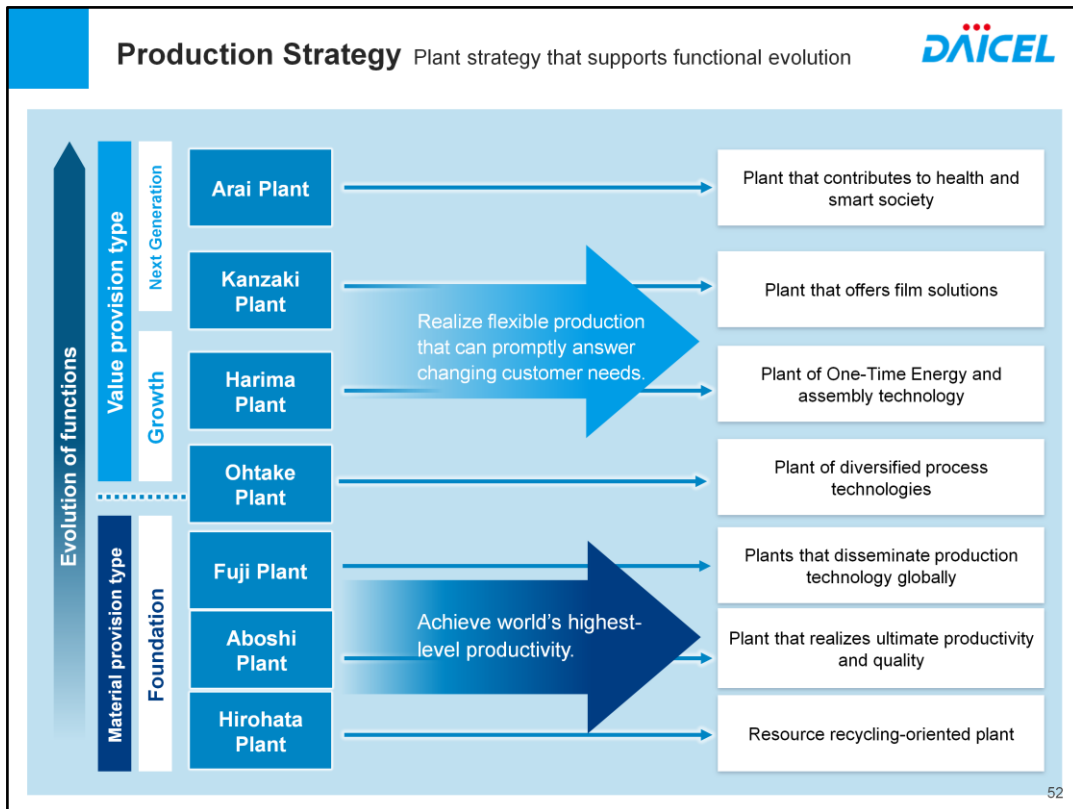 Production Strategy Plant strategy that supports functional evolution
DAICEL
Evolution of functions
Value provision type
Next Generation
Growth
Material provision type
Foundation
Arai Plant
Plant that contributes to health and
smart society
Kanzaki
Plant
Plant that offers film solutions
Realize flexible production
that can promptly answer
changing customer needs.
Harima
Plant
Plant of One-Time Energy and
assembly technology
Ohtake
Plant
Plant of diversified process
technologies
Fuji Plant
Plants that disseminate production
technology globally
Achieve world's highest-
level productivity.
Aboshi
Plant
Plant that realizes ultimate productivity
and quality
Hirohata
Plant
Resource recycling-oriented plant
52